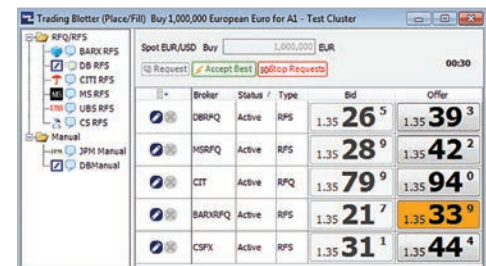 Trading Blotter (Place/Fill) Buy 1,000,000 European Euro for A1 - Test Cluster
RFQ/RFS
BARX RFS
DB RFS
CITI RFS
MS RFS
UBS RFS
CS RFS
Manual
JPM Manual
DBManual
Spot EUR/USD Buy 1,000,000 EUR
Request Accept Best Stop Requests 00:30
Broker Status / Type Bid Offer
DBRFQ Active RFS 1.35 26 5 1.35 39 3
MSRFQ Active RFS 1.35 28 9 1.35 42 2
CIT Active RFQ 1.35 79 9 1.35 94 0
BARXRFQ Active RFS 1.35 21 7 1.35 33 9
CSFX Active RFS 1.35 31 1 1.35 44 4